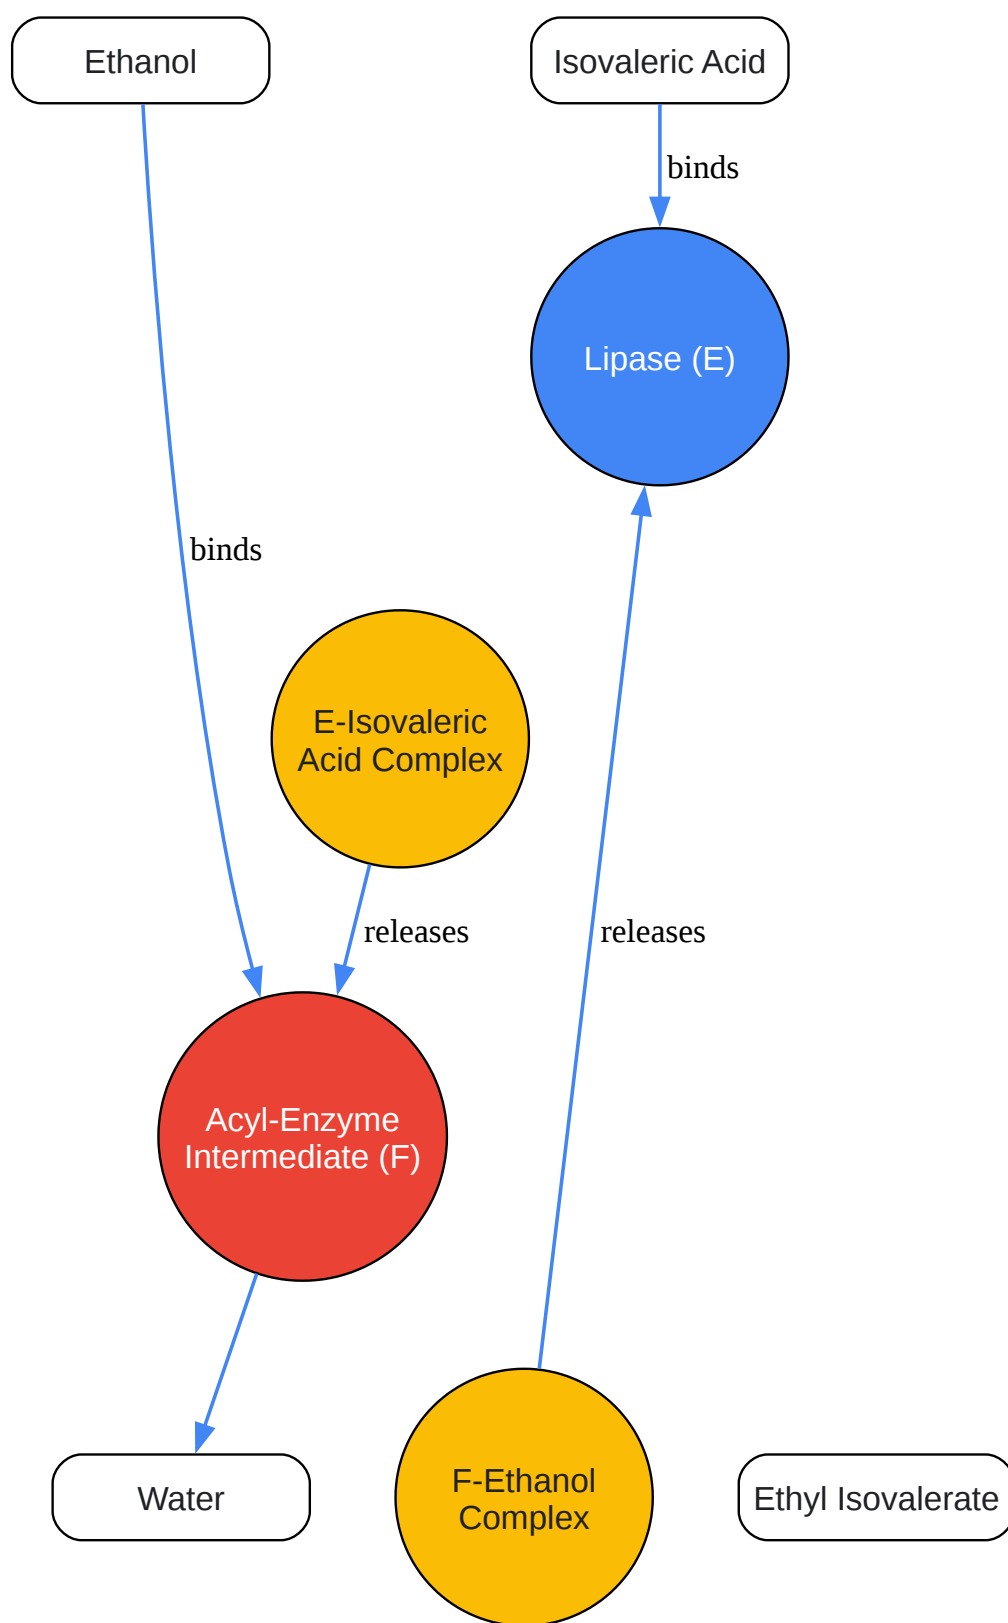 Ethanol
Isovaleric Acid
binds
Lipase (E)
binds
E-Isovaleric
Acid Complex
releases
releases
Acyl-Enzyme
Intermediate (F)
Water
F-Ethanol
Complex
Ethyl Isovalerate